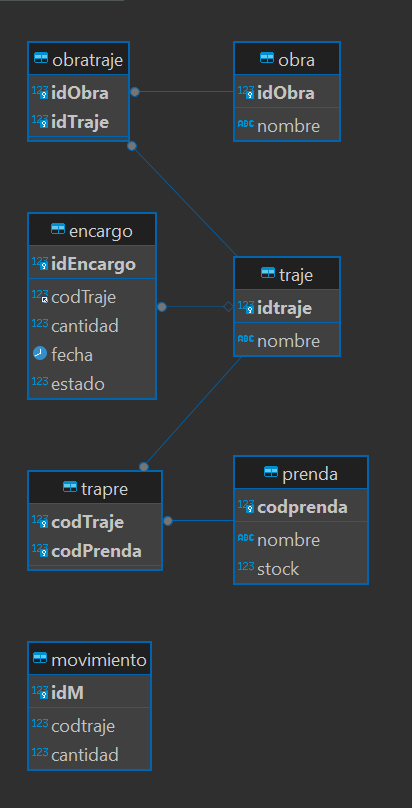 obratraje
123 idObra
123 idTraje
obra
123 idObra
ABC nombre
encargo
123 idEncargo
123 codTraje
123 cantidad
fecha
123 estado
traje
123 idtraje
ABC nombre
trapre
123 codTraje
123 codPrenda
prenda
123 codprenda
ABC nombre
123 stock
movimiento
123 idM
123 codtraje
123 cantidad